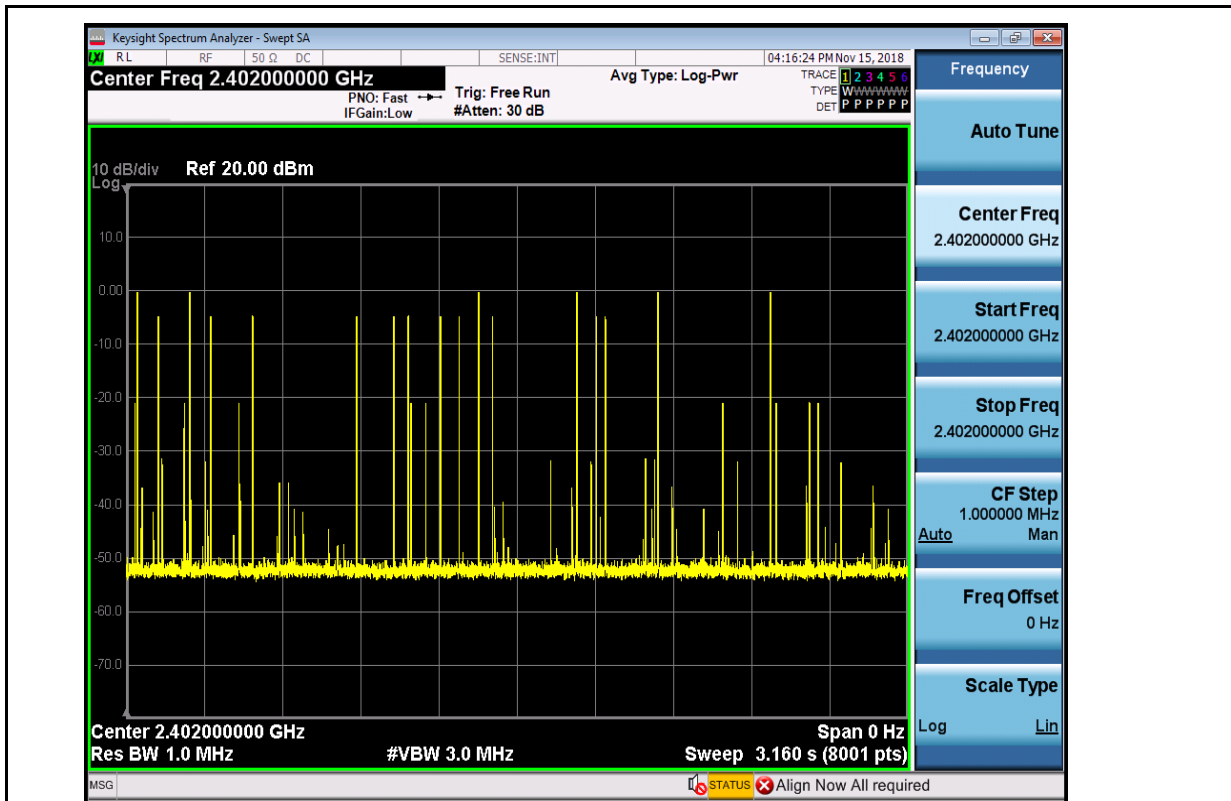 Keysight Spectrum Analyzer - Swept SA
LXI RL RF 50 Ω DC SENSE:INT 04:16:24 PM Nov 15, 2018
Center Freq 2.402000000 GHz
PNO: Fast
IFGain:Low
Trig: Free Run
#Atten: 30 dB
Avg Type: Log-Pwr
TRACE 1 2 3 4 5 6
TYPE WWWWWW
DET P P P P P P
10 dB/div Ref 20.00 dBm
Log
10.0
0.00
-10.0
-20.0
-30.0
-40.0
-50.0
-60.0
-70.0
Center 2.402000000 GHz Span 0 Hz
Res BW 1.0 MHz #VBW 3.0 MHz Sweep 3.160 s (8001 pts)
MSG STATUS Align Now All required
Frequency
Auto Tune
Center Freq
2.402000000 GHz
Start Freq
2.402000000 GHz
Stop Freq
2.402000000 GHz
CF Step
1.000000 MHz
Auto Man
Freq Offset
0 Hz
Scale Type
Log Lin